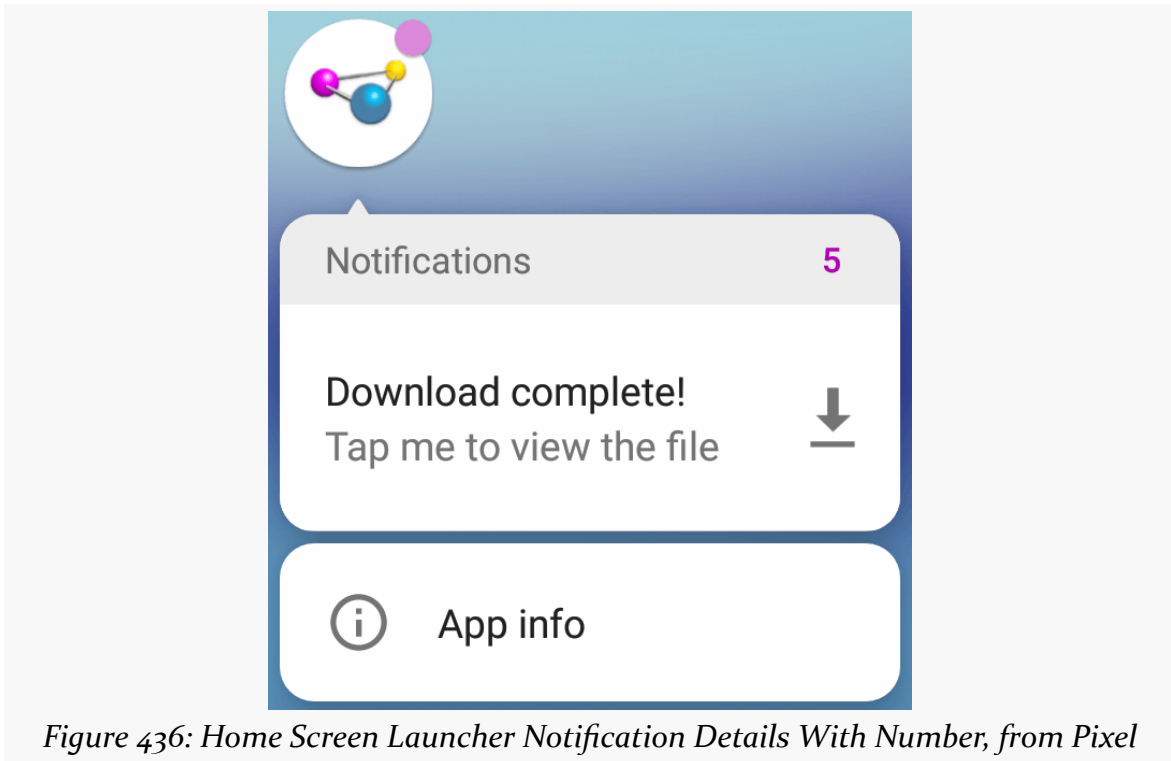 Notifications 5
Download complete!
Tap me to view the file
App info
Figure 436: Home Screen Launcher Notification Details With Number, from Pixel